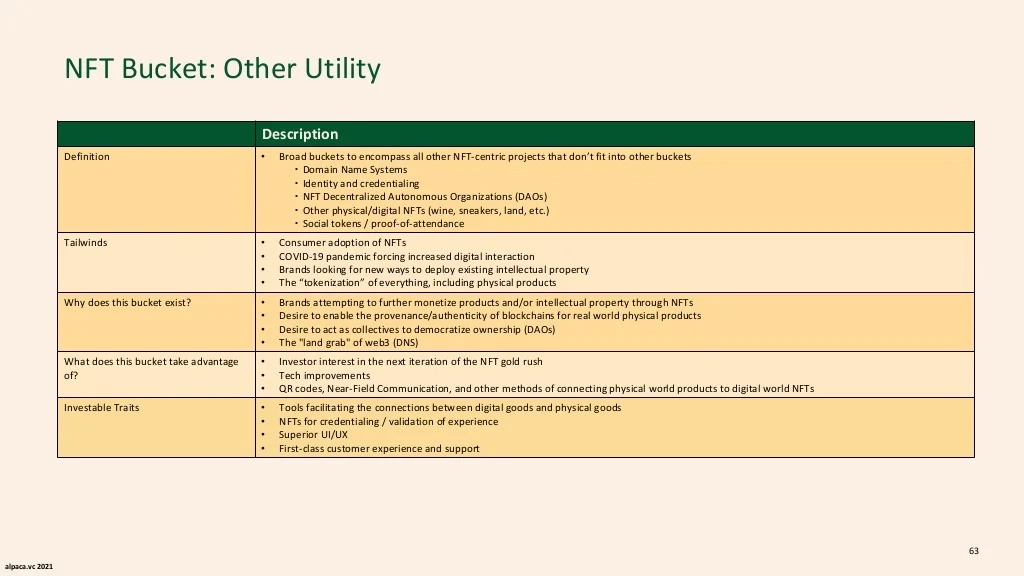 NFT Bucket: Other Utility
Description
Definition
• Broad buckets to encompass all other NFT-centric projects that don’t fit into other buckets
• Domain Name Systems
• Identity and credentialing
• NFT Decentralized Autonomous Organizations (DAOs)
• Other physical/digital NFTs (wine, sneakers, land, etc.)
• Social tokens / proof-of-attendance
Tailwinds
• Consumer adoption of NFTs
• COVID-19 pandemic forcing increased digital interaction
• Brands looking for new ways to deploy existing intellectual property
• The “tokenization” of everything, including physical products
Why does this bucket exist?
• Brands attempting to further monetize products and/or intellectual property through NFTs
• Desire to enable the provenance/authenticity of blockchains for real world physical products
• Desire to act as collectives to democratize ownership (DAOs)
• The "land grab" of web3 (DNS)
What does this bucket take advantage
of?
• Investor interest in the next iteration of the NFT gold rush
• Tech improvements
• QR codes, Near-Field Communication, and other methods of connecting physical world products to digital world NFTs
Investable Traits
• Tools facilitating the connections between digital goods and physical goods
• NFTs for credentialing / validation of experience
• Superior UI/UX
• First-class customer experience and support
63
alpaca.vc 2021